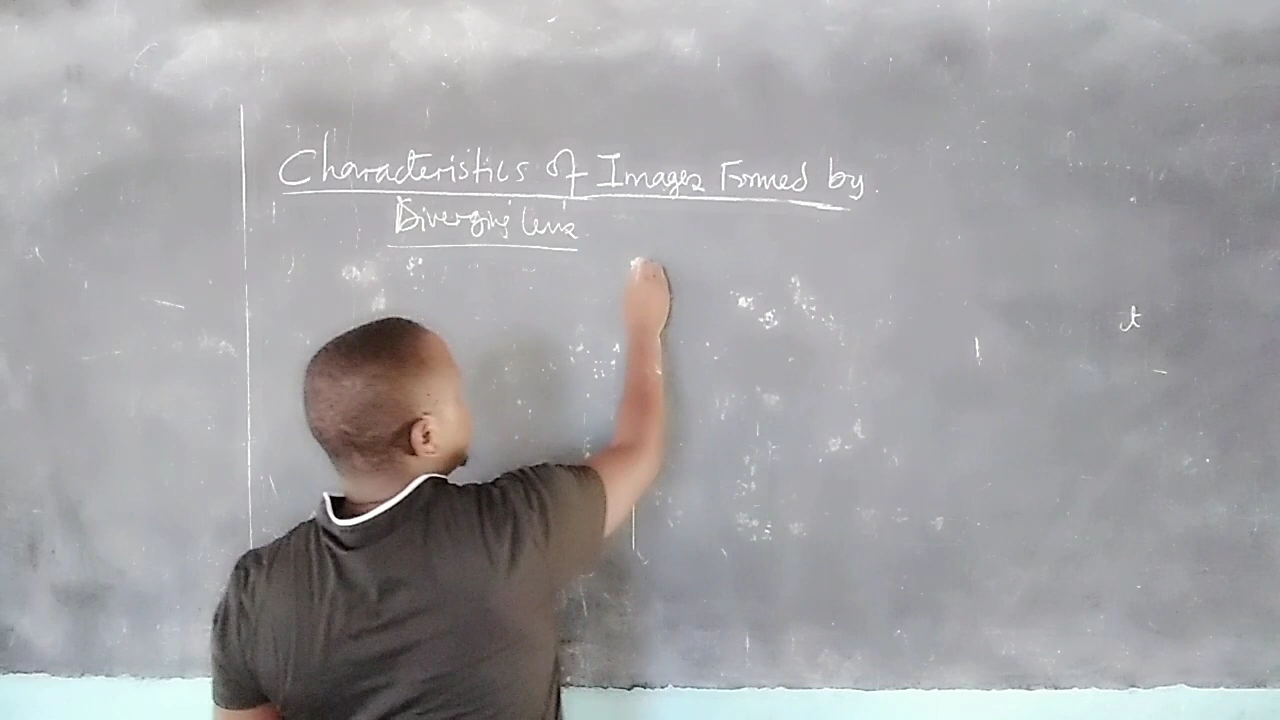 Characteristics of Images Formed by
Diverging lens.
t